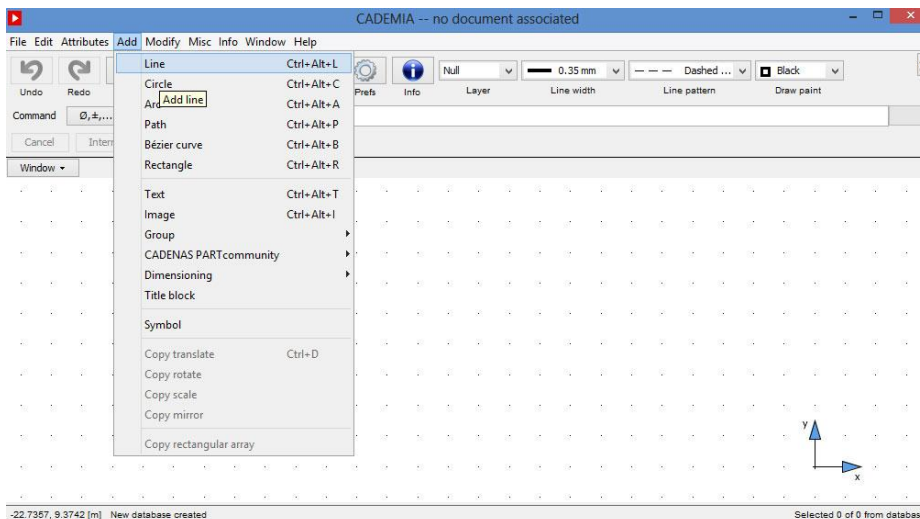 CADEMIA -- no document associated
File Edit Attributes Add Modify Misc Info Window Help
Line Ctrl+Alt+L
Circle Ctrl+Alt+C
Add line
Ctrl+Alt+A
Path Ctrl+Alt+P
Bézier curve Ctrl+Alt+B
Rectangle Ctrl+Alt+R
Text Ctrl+Alt+T
Image Ctrl+Alt+I
Group
CADENAS PARTcommunity
Dimensioning
Title block
Symbol
Copy translate Ctrl+D
Copy rotate
Copy scale
Copy mirror
Copy rectangular array
Undo Redo Prefs Info
Null 0.35 mm Dashed ... Black
Layer Line width Line pattern Draw paint
Command Ø,±,...
Cancel
Window
y
x
-22.7357, 9.3742 [m] New database created
Selected 0 of 0 from